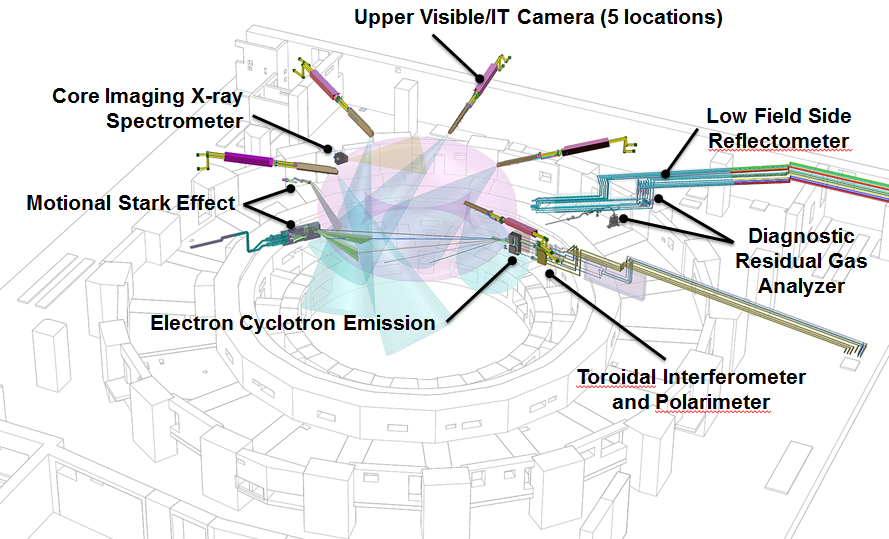 Upper Visible/IT Camera (5 locations)
Core Imaging X-ray
Spectrometer
Low Field Side
Reflectometer
Motional Stark Effect
Diagnostic
Residual Gas
Analyzer
Electron Cyclotron Emission
Toroidal Interferometer
and Polarimeter